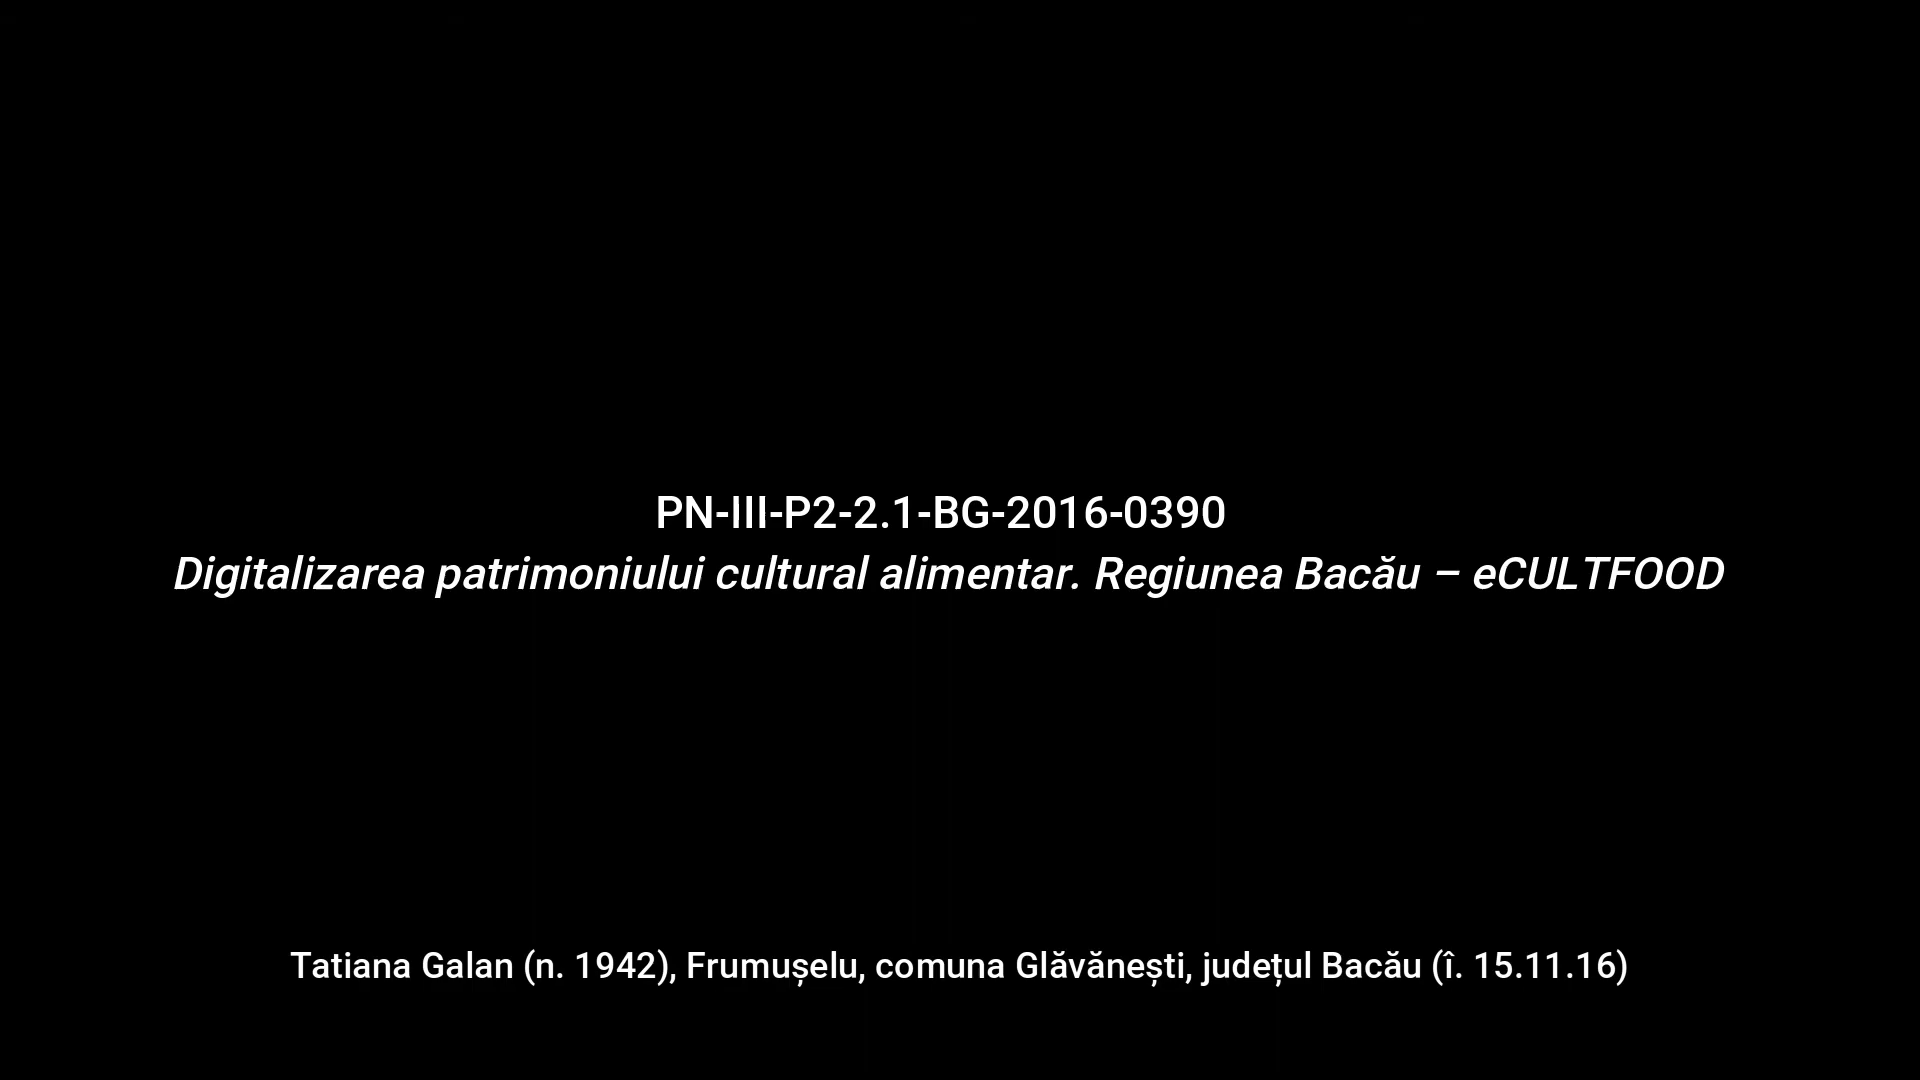 PN-III-P2-2.1-BG-2016-0390
Digitalizarea patrimoniului cultural alimentar. Regiunea Bacău – eCULTFOOD
Tatiana Galan (n. 1942), Frumușelu, comuna Glăvănești, județul Bacău (î. 15.11.16)